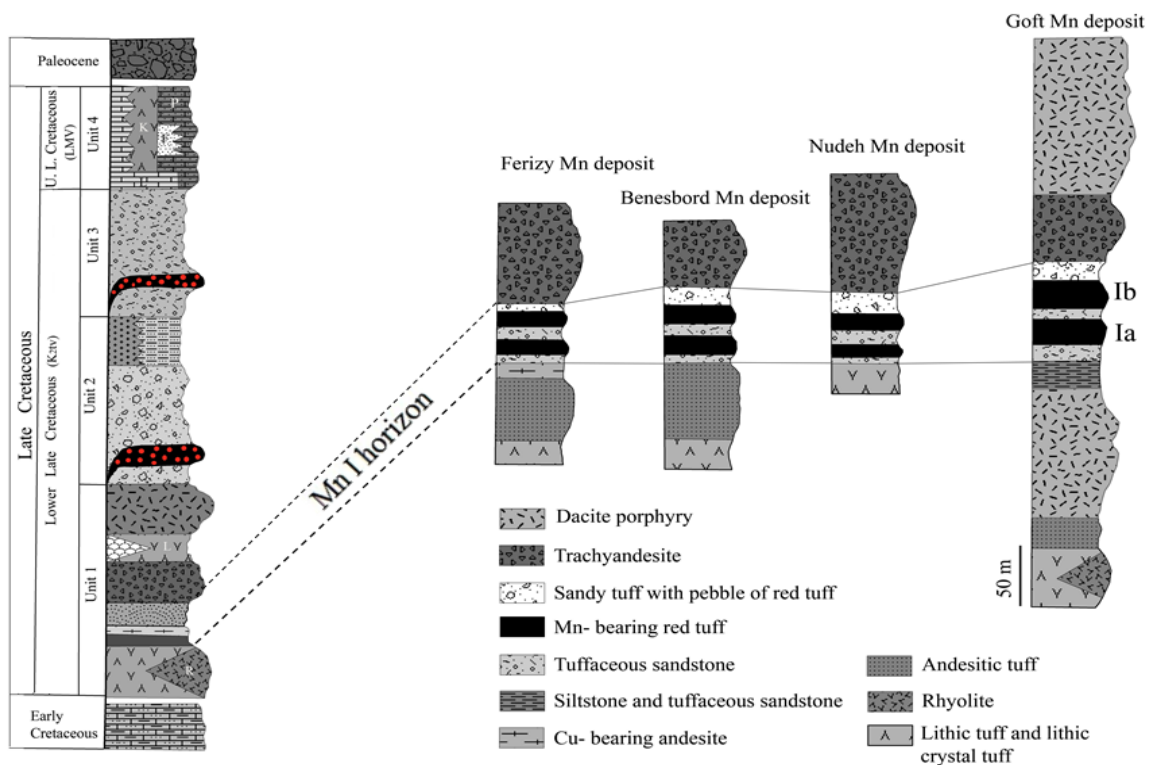 Goft Mn deposit
Paleocene
Late Cretaceous
U. L. Cretaceous
(LMV)
Unit 4
P
K
Lower Late Cretaceous (K2tv)
Unit 3
Unit 2
Unit 1
L
R
Early
Cretaceous
Mn I horizon
Ferizy Mn deposit
Benesbord Mn deposit
Nudeh Mn deposit
Ib
Ia
50 m
Dacite porphyry
Trachyandesite
Sandy tuff with pebble of red tuff
Mn- bearing red tuff
Tuffaceous sandstone
Siltstone and tuffaceous sandstone
Cu- bearing andesite
Andesitic tuff
Rhyolite
Lithic tuff and lithic
crystal tuff